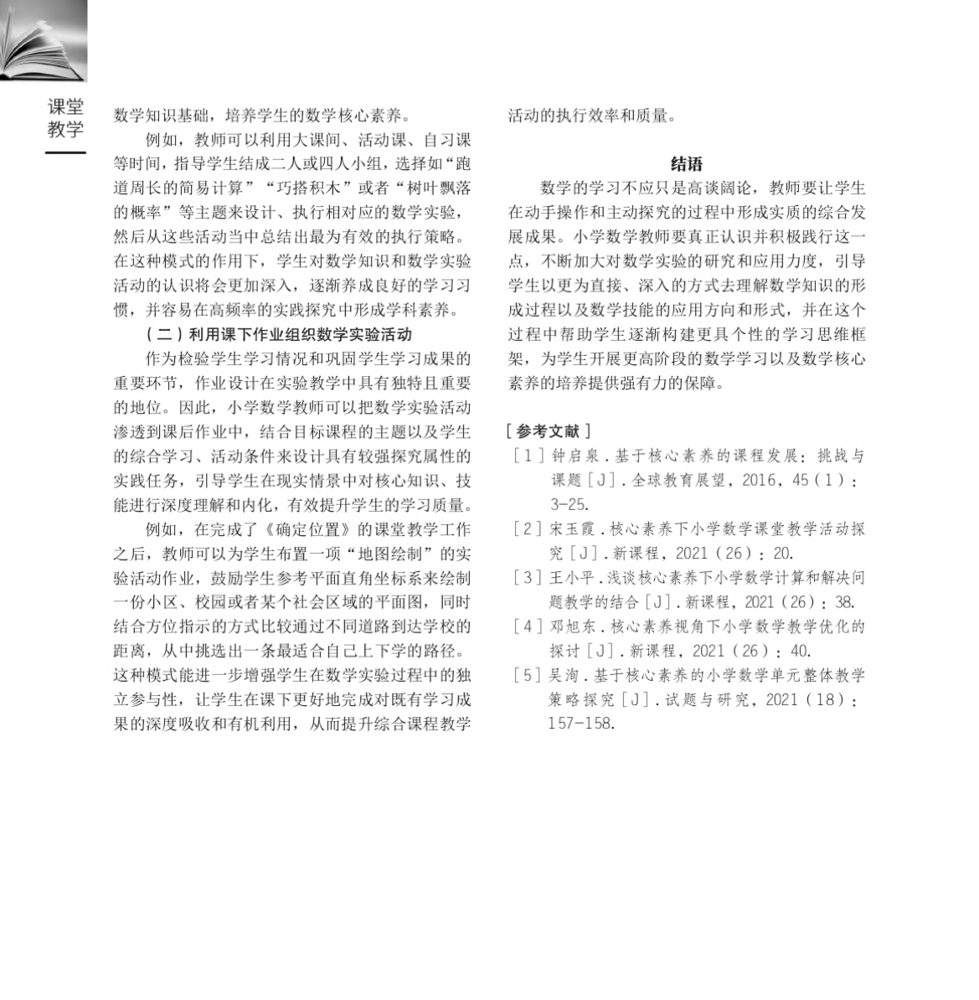 课堂
教学
数学知识基础，培养学生的数学核心素养。
例如，教师可以利用大课间、活动课、自习课
等时间，指导学生结成二人或四人小组，选择如“跑
道周长的简易计算”“巧搭积木”或者“树叶飘落
的概率”等主题来设计、执行相对应的数学实验，
然后从这些活动当中总结出最为有效的执行策略。
在这种模式的作用下，学生对数学知识和数学实验
活动的认识将会更加深入，逐渐养成良好的学习习
惯，并容易在高频率的实践探究中形成学科素养。
（二）利用课下作业组织数学实验活动
作为检验学生学习情况和巩固学生学习成果的
重要环节，作业设计在实验教学中具有独特且重要
的地位。因此，小学数学教师可以把数学实验活动
渗透到课后作业中，结合目标课程的主题以及学生
的综合学习、活动条件来设计具有较强探究属性的
实践任务，引导学生在现实情景中对核心知识、技
能进行深度理解和内化，有效提升学生的学习质量。
例如，在完成了《确定位置》的课堂教学工作
之后，教师可以为学生布置一项“地图绘制”的实
验活动作业，鼓励学生参考平面直角坐标系来绘制
一份小区、校园或者某个社会区域的平面图，同时
结合方位指示的方式比较通过不同道路到达学校的
距离，从中挑选出一条最适合自己上下学的路径。
这种模式能进一步增强学生在数学实验过程中的独
立参与性，让学生在课下更好地完成对既有学习成
果的深度吸收和有机利用，从而提升综合课程教学
活动的执行效率和质量。
结语
数学的学习不应只是高谈阔论，教师要让学生
在动手操作和主动探究的过程中形成实质的综合发
展成果。小学数学教师要真正认识并积极践行这一
点，不断加大对数学实验的研究和应用力度，引导
学生以更为直接、深入的方式去理解数学知识的形
成过程以及数学技能的应用方向和形式，并在这个
过程中帮助学生逐渐构建更具个性的学习思维框
架，为学生开展更高阶段的数学学习以及数学核心
素养的培养提供强有力的保障。
［参考文献］
［1］钟启泉.基于核心素养的课程发展：挑战与
课题［J］.全球教育展望，2016，45（1）：
3-25.
［2］宋玉霞.核心素养下小学数学课堂教学活动探
究［J］.新课程，2021（26）：20.
［3］王小平.浅谈核心素养下小学数学计算和解决问
题教学的结合［J］.新课程，2021（26）：38.
［4］邓旭东.核心素养视角下小学数学教学优化的
探讨［J］.新课程，2021（26）：40.
［5］吴洵.基于核心素养的小学数学单元整体教学
策略探究［J］.试题与研究，2021（18）：
157-158.